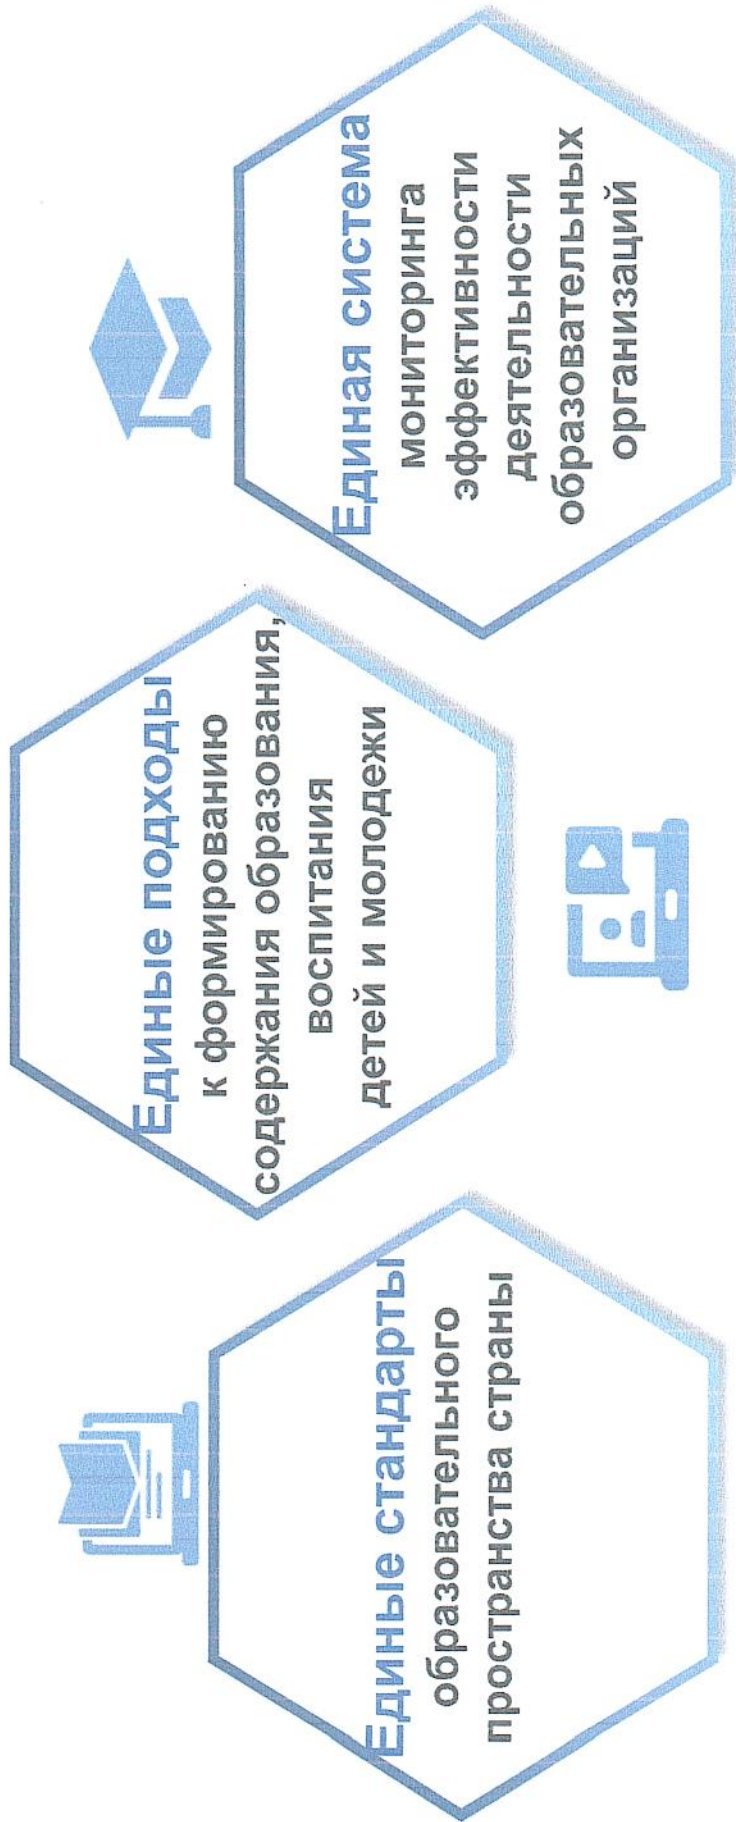 Единые стандарты
образовательного
пространства страны
Единые подходы
к формированию
содержания образования,
воспитания
детей и молодежи
Единая система
мониторинга
эффективности
деятельности
образовательных
организаций